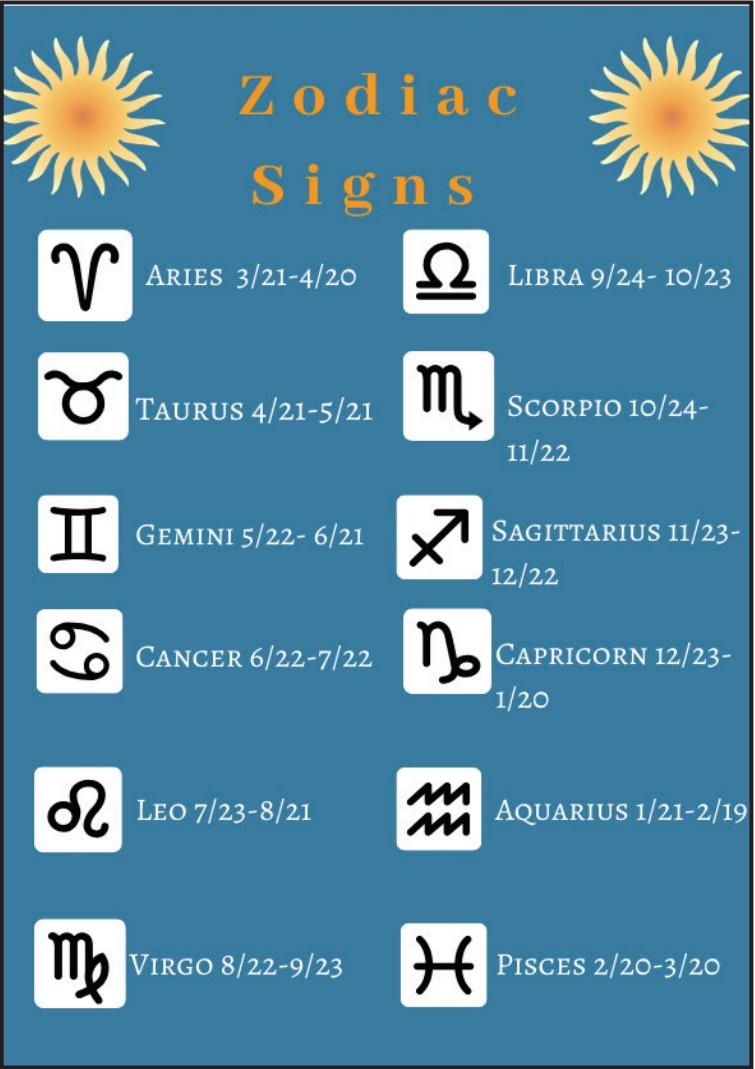 Zodiac
Signs
Aries 3/21-4/20
Taurus 4/21-5/21
Gemini 5/22- 6/21
Cancer 6/22-7/22
Leo 7/23-8/21
Virgo 8/22-9/23
Libra 9/24- 10/23
Scorpio 10/24-
11/22
Sagittarius 11/23-
12/22
Capricorn 12/23-
1/20
Aquarius 1/21-2/19
Pisces 2/20-3/20